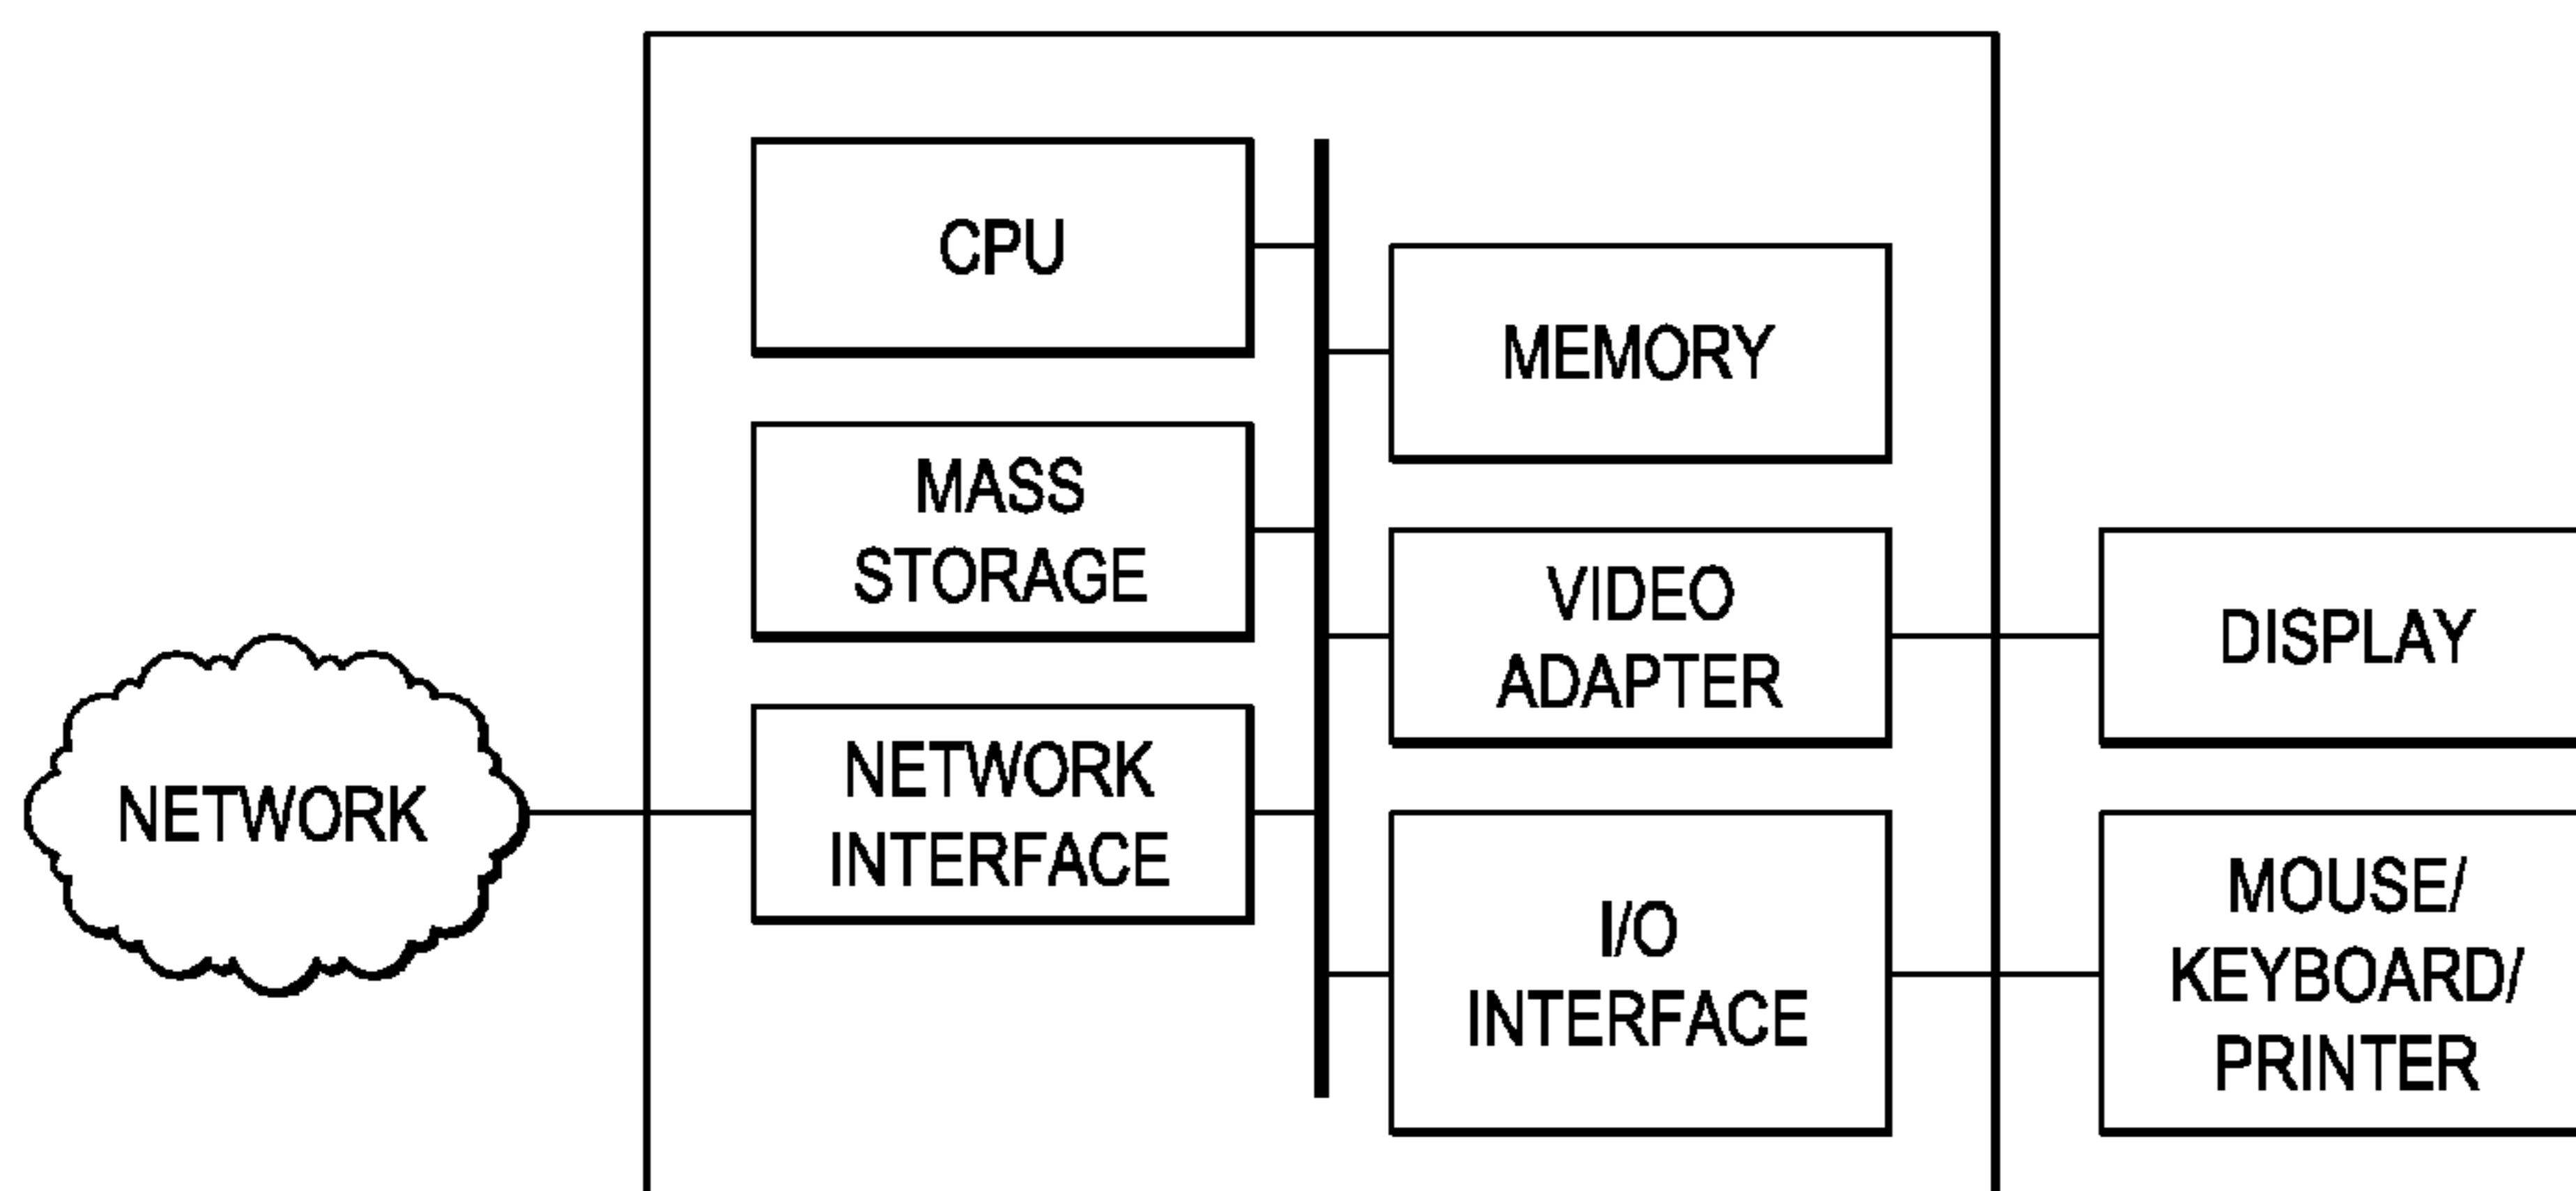 CPU
MEMORY
MASS
STORAGE
VIDEO
ADAPTER
DISPLAY
NETWORK
NETWORK
INTERFACE
I/O
INTERFACE
MOUSE/
KEYBOARD/
PRINTER